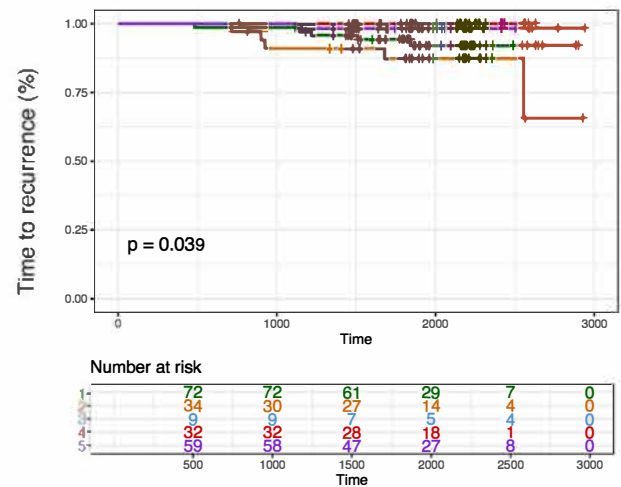 Time to recurrence (%)
1.00
0.75
0.50
0.25
0.00
p = 0.039
0 1000 2000 3000
Time
Number at risk
1 72 72 61 29 7 0
2 34 30 27 14 4 0
3 9 9 7 5 4 0
4 32 32 28 18 1 0
5 59 58 47 27 8 0
500 1000 1500 2000 2500 3000
Time